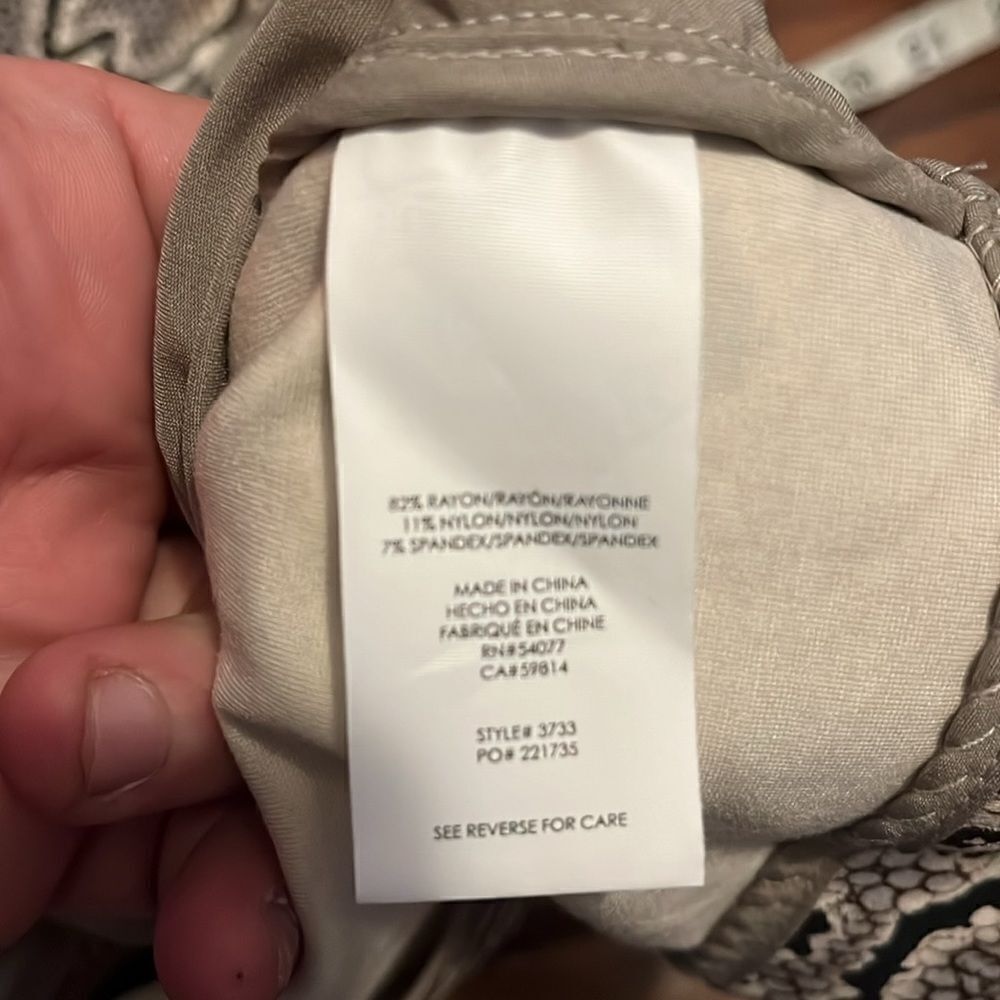 82% RAYON/RAYÓN/RAYONNE
11% NYLON/NYLON/NYLON
7% SPANDEX/SPANDEX/SPANDEX
MADE IN CHINA
HECHO EN CHINA
FABRIQUÉ EN CHINE
RN#54077
CA#59814
STYLE# 3733
PO# 221735
SEE REVERSE FOR CARE